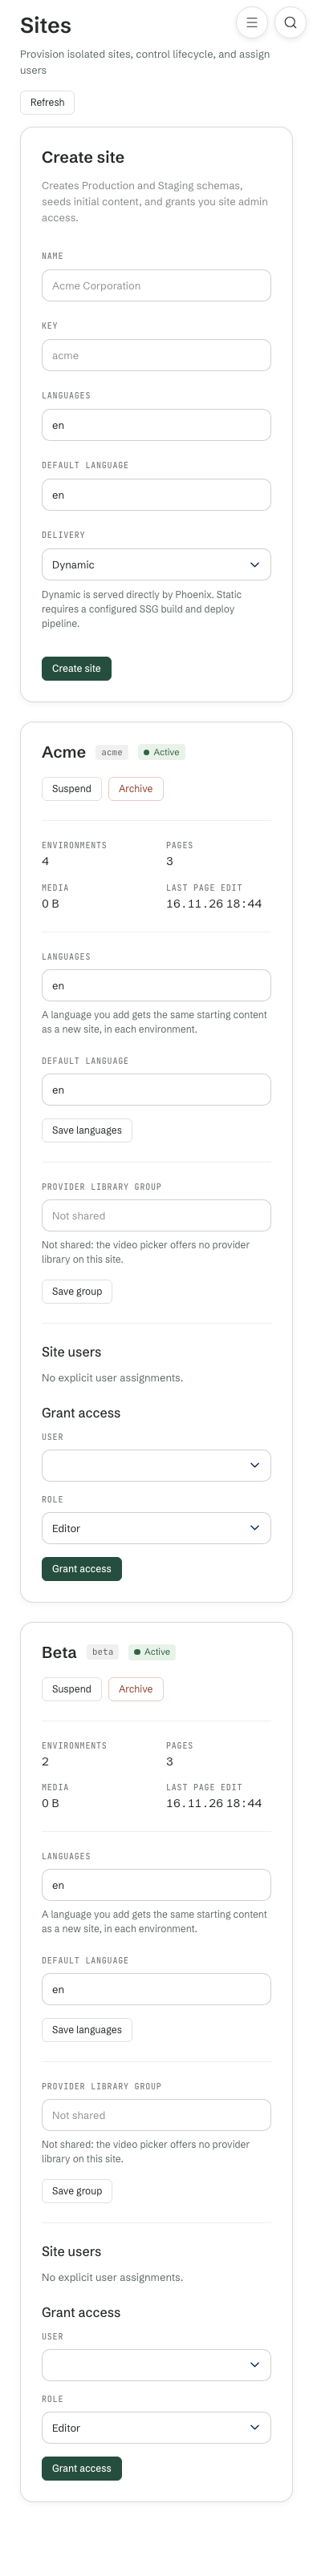 Sites
Provision isolated sites, control lifecycle, and assign
users
Refresh
Create site
Creates Production and Staging schemas,
seeds initial content, and grants you site admin
access.
NAME
Acme Corporation
KEY
acme
LANGUAGES
en
DEFAULT LANGUAGE
en
DELIVERY
Dynamic
Dynamic is served directly by Phoenix. Static
requires a configured SSG build and deploy
pipeline.
Create site
Acme acme Active
Suspend Archive
ENVIRONMENTS PAGES
4 3
MEDIA LAST PAGE EDIT
0 B 16.11.26 18:44
LANGUAGES
en
A language you add gets the same starting content
as a new site, in each environment.
DEFAULT LANGUAGE
en
Save languages
PROVIDER LIBRARY GROUP
Not shared
Not shared: the video picker offers no provider
library on this site.
Save group
Site users
No explicit user assignments.
Grant access
USER
ROLE
Editor
Grant access
Beta beta Active
Suspend Archive
ENVIRONMENTS PAGES
2 3
MEDIA LAST PAGE EDIT
0 B 16.11.26 18:44
LANGUAGES
en
A language you add gets the same starting content
as a new site, in each environment.
DEFAULT LANGUAGE
en
Save languages
PROVIDER LIBRARY GROUP
Not shared
Not shared: the video picker offers no provider
library on this site.
Save group
Site users
No explicit user assignments.
Grant access
USER
ROLE
Editor
Grant access